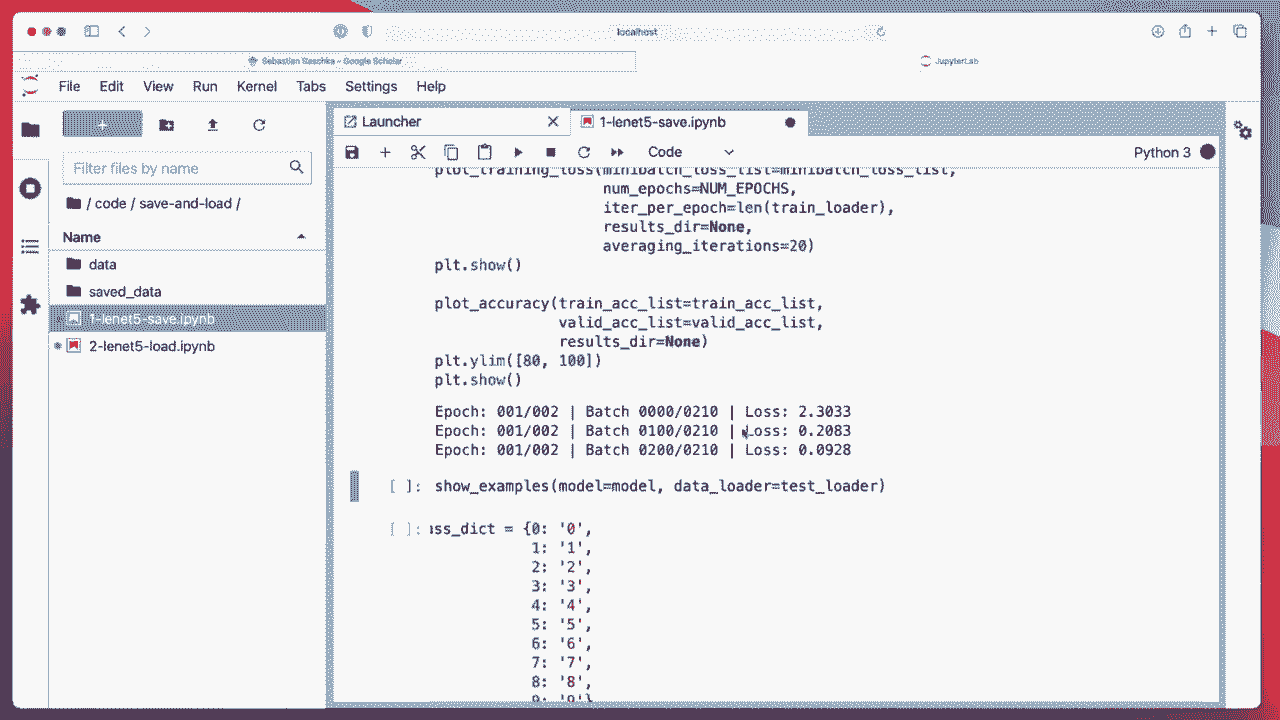 localhost
Sebastian Raschka - Google Scholar
JupyterLab
File Edit View Run Kernel Tabs Settings Help
+
Launcher
1-lenet5-save.ipynb
Filter files by name
Code
Python 3
/ code / save-and-load /
Name
data
saved_data
1-lenet5-save.ipynb
2-lenet5-load.ipynb
plot_training_loss(minibatch_loss_list=minibatch_loss_list,
num_epochs=NUM_EPOCHS,
iter_per_epoch=len(train_loader),
results_dir=None,
averaging_iterations=20)
plt.show()
plot_accuracy(train_acc_list=train_acc_list,
valid_acc_list=valid_acc_list,
results_dir=None)
plt.ylim([80, 100])
plt.show()
Epoch: 001/002 | Batch 0000/0210 | Loss: 2.3033
Epoch: 001/002 | Batch 0100/0210 | Loss: 0.2083
Epoch: 001/002 | Batch 0200/0210 | Loss: 0.0928
[ ]: show_examples(model=model, data_loader=test_loader)
[ ]: ass_dict = {0: '0',
1: '1',
2: '2',
3: '3',
4: '4',
5: '5',
6: '6',
7: '7',
8: '8',
9: '9'}